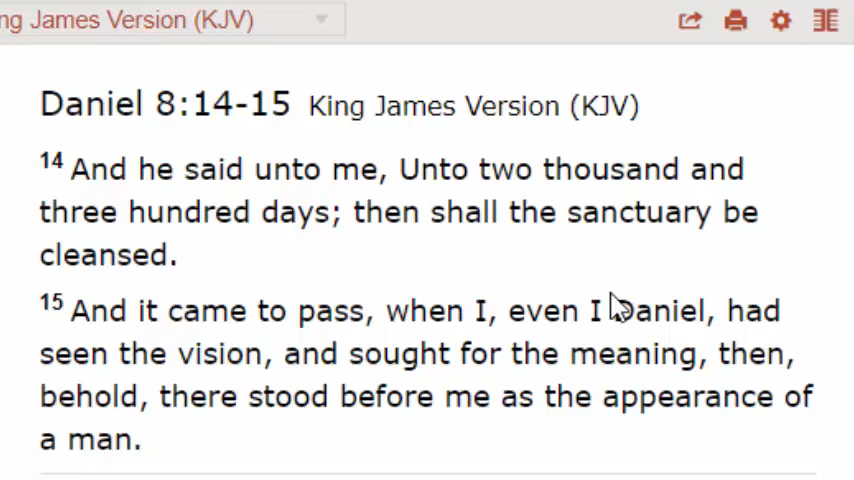 ng James Version (KJV)
Daniel 8:14-15 King James Version (KJV)
14 And he said unto me, Unto two thousand and
three hundred days; then shall the sanctuary be
cleansed.
15 And it came to pass, when I, even I Daniel, had
seen the vision, and sought for the meaning, then,
behold, there stood before me as the appearance of
a man.